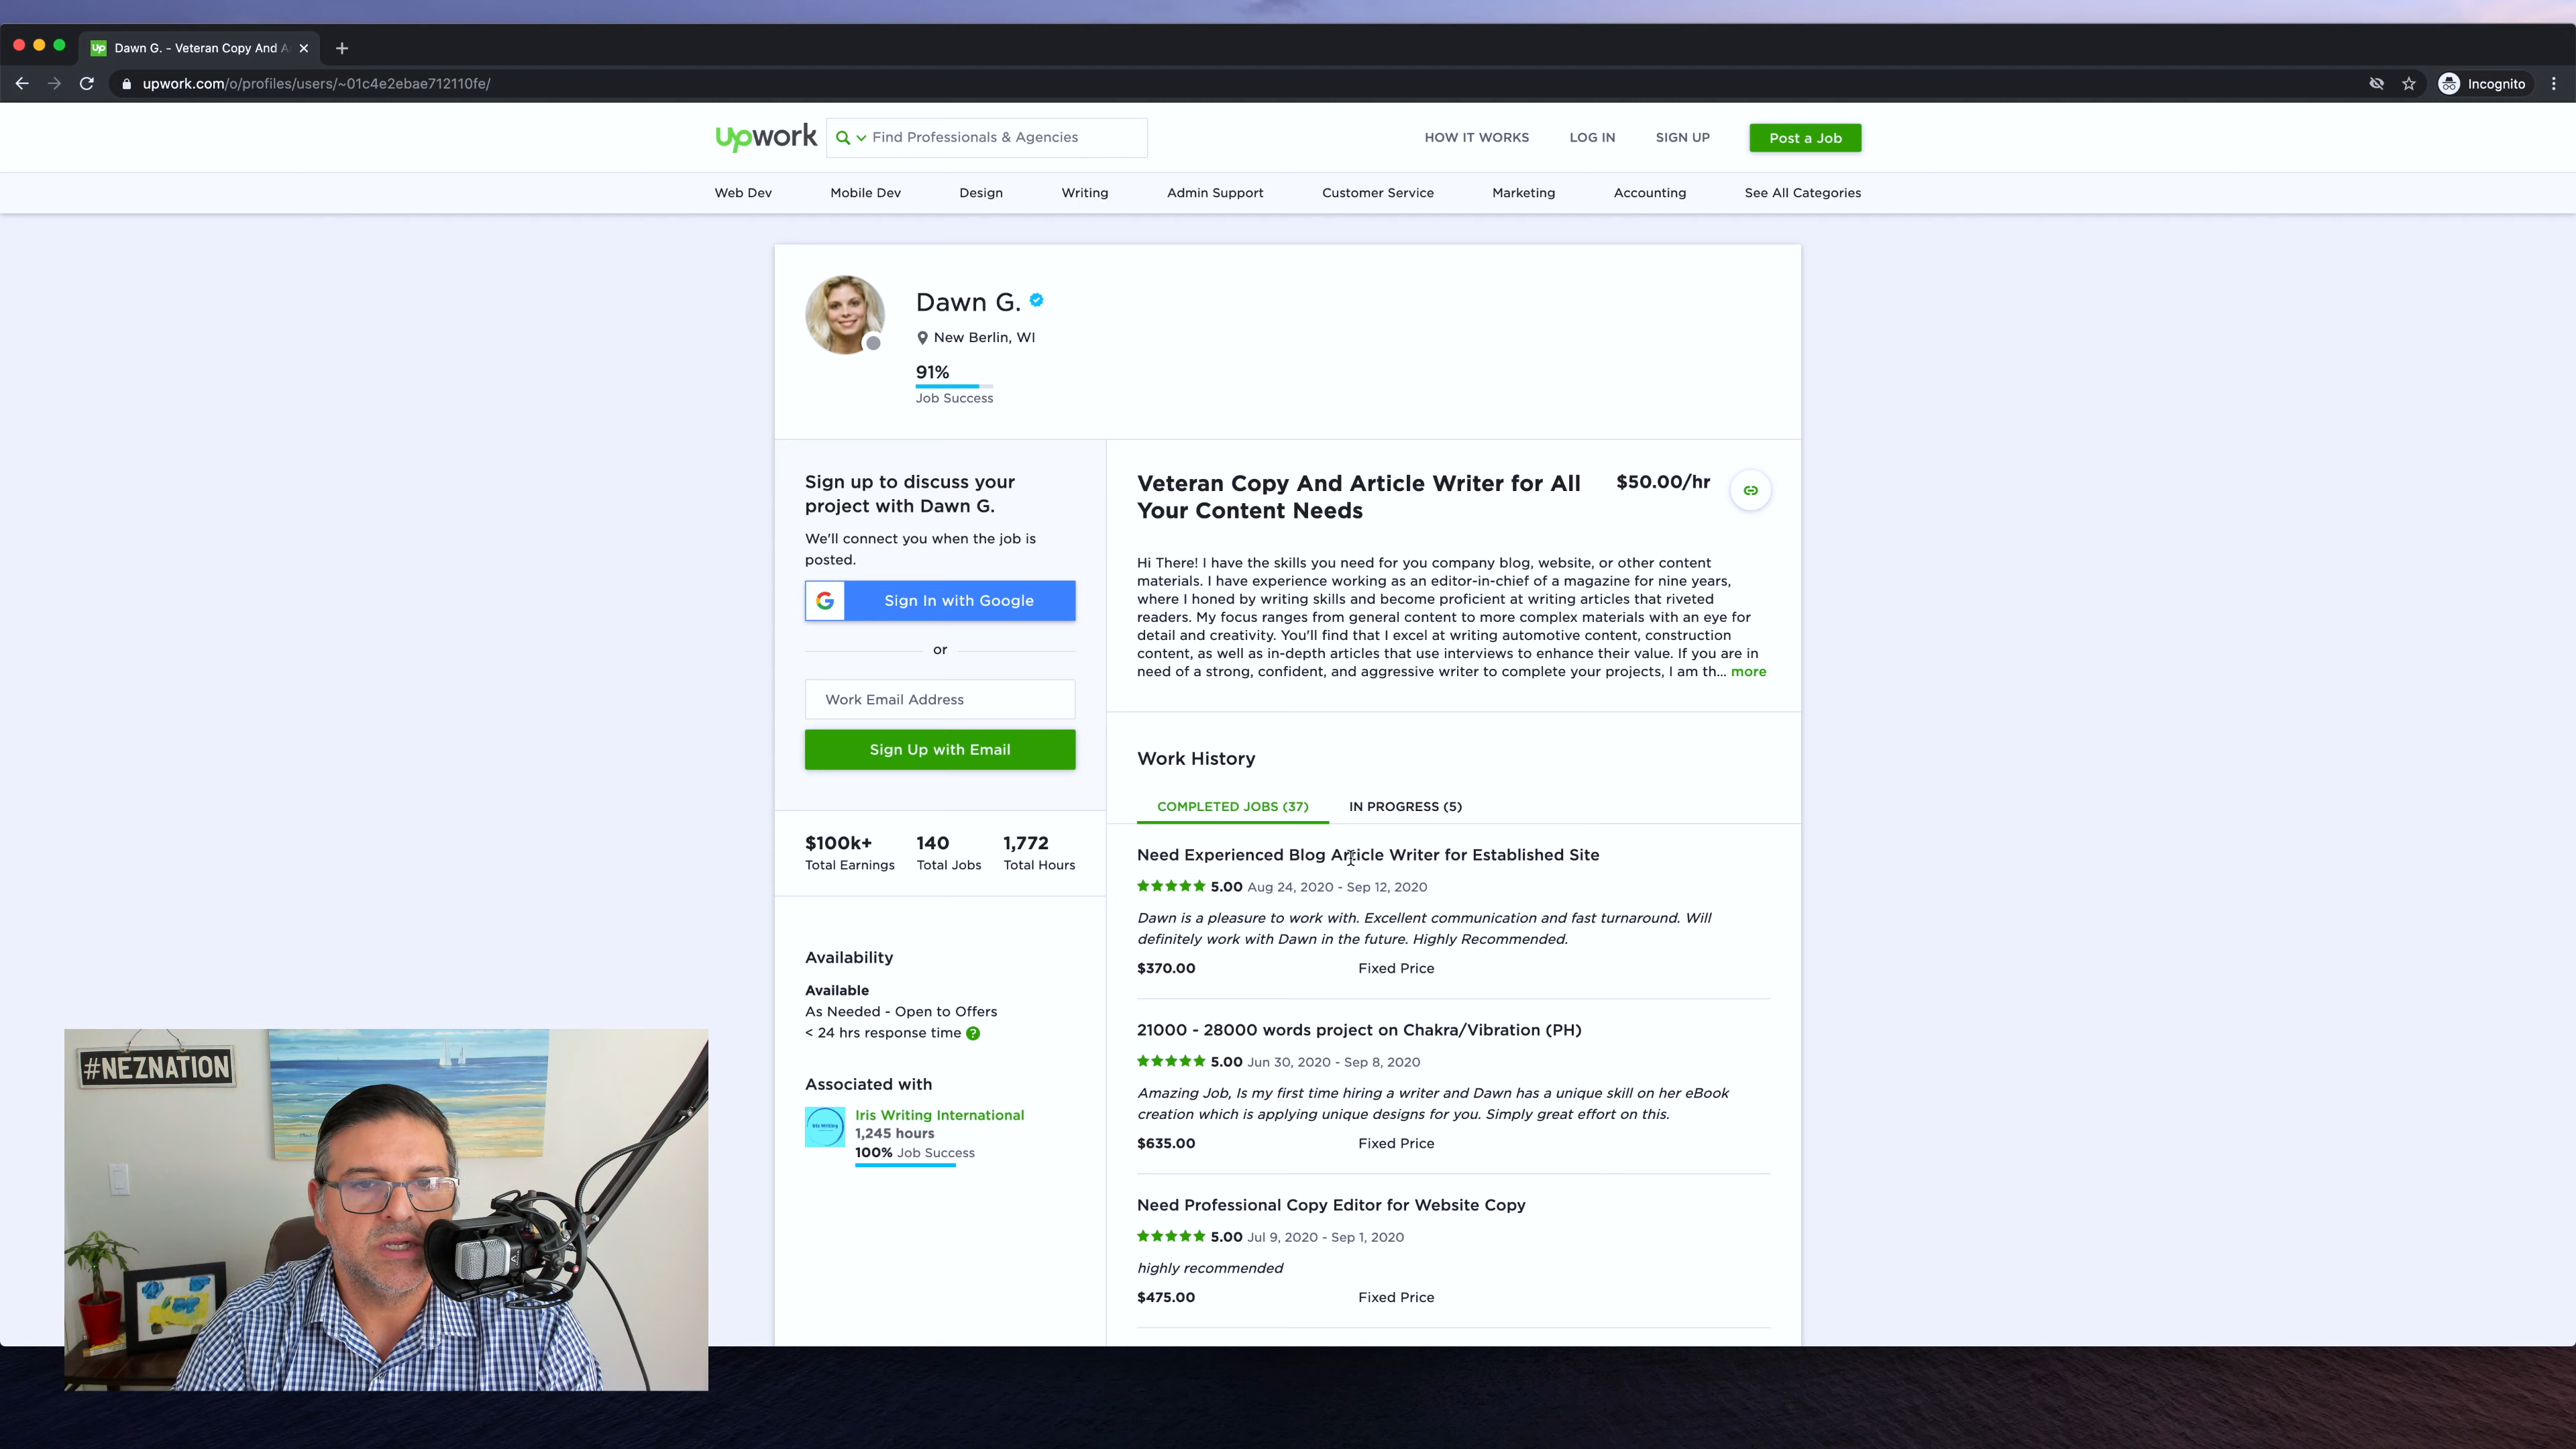 Dawn G. - Veteran Copy And A
upwork.com/o/profiles/users/~01c4e2ebae712110fe/
Incognito
upwork
Find Professionals & Agencies
HOW IT WORKS
LOG IN
SIGN UP
Post a Job
Web Dev
Mobile Dev
Design
Writing
Admin Support
Customer Service
Marketing
Accounting
See All Categories
Dawn G.
New Berlin, WI
91%
Job Success
Sign up to discuss your
project with Dawn G.
We'll connect you when the job is
posted.
Sign In with Google
or
Work Email Address
Sign Up with Email
$100k+ 140 1,772
Total Earnings Total Jobs Total Hours
Availability
Available
As Needed - Open to Offers
< 24 hrs response time
Associated with
Iris Writing International
1,245 hours
100% Job Success
Veteran Copy And Article Writer for All
Your Content Needs
$50.00/hr
Hi There! I have the skills you need for you company blog, website, or other content
materials. I have experience working as an editor-in-chief of a magazine for nine years,
where I honed by writing skills and become proficient at writing articles that riveted
readers. My focus ranges from general content to more complex materials with an eye for
detail and creativity. You'll find that I excel at writing automotive content, construction
content, as well as in-depth articles that use interviews to enhance their value. If you are in
need of a strong, confident, and aggressive writer to complete your projects, I am th... more
Work History
COMPLETED JOBS (37)
IN PROGRESS (5)
Need Experienced Blog Article Writer for Established Site
5.00 Aug 24, 2020 - Sep 12, 2020
Dawn is a pleasure to work with. Excellent communication and fast turnaround. Will
definitely work with Dawn in the future. Highly Recommended.
$370.00 Fixed Price
21000 - 28000 words project on Chakra/Vibration (PH)
5.00 Jun 30, 2020 - Sep 8, 2020
Amazing Job, Is my first time hiring a writer and Dawn has a unique skill on her eBook
creation which is applying unique designs for you. Simply great effort on this.
$635.00 Fixed Price
Need Professional Copy Editor for Website Copy
5.00 Jul 9, 2020 - Sep 1, 2020
highly recommended
$475.00 Fixed Price
#NEZNATION